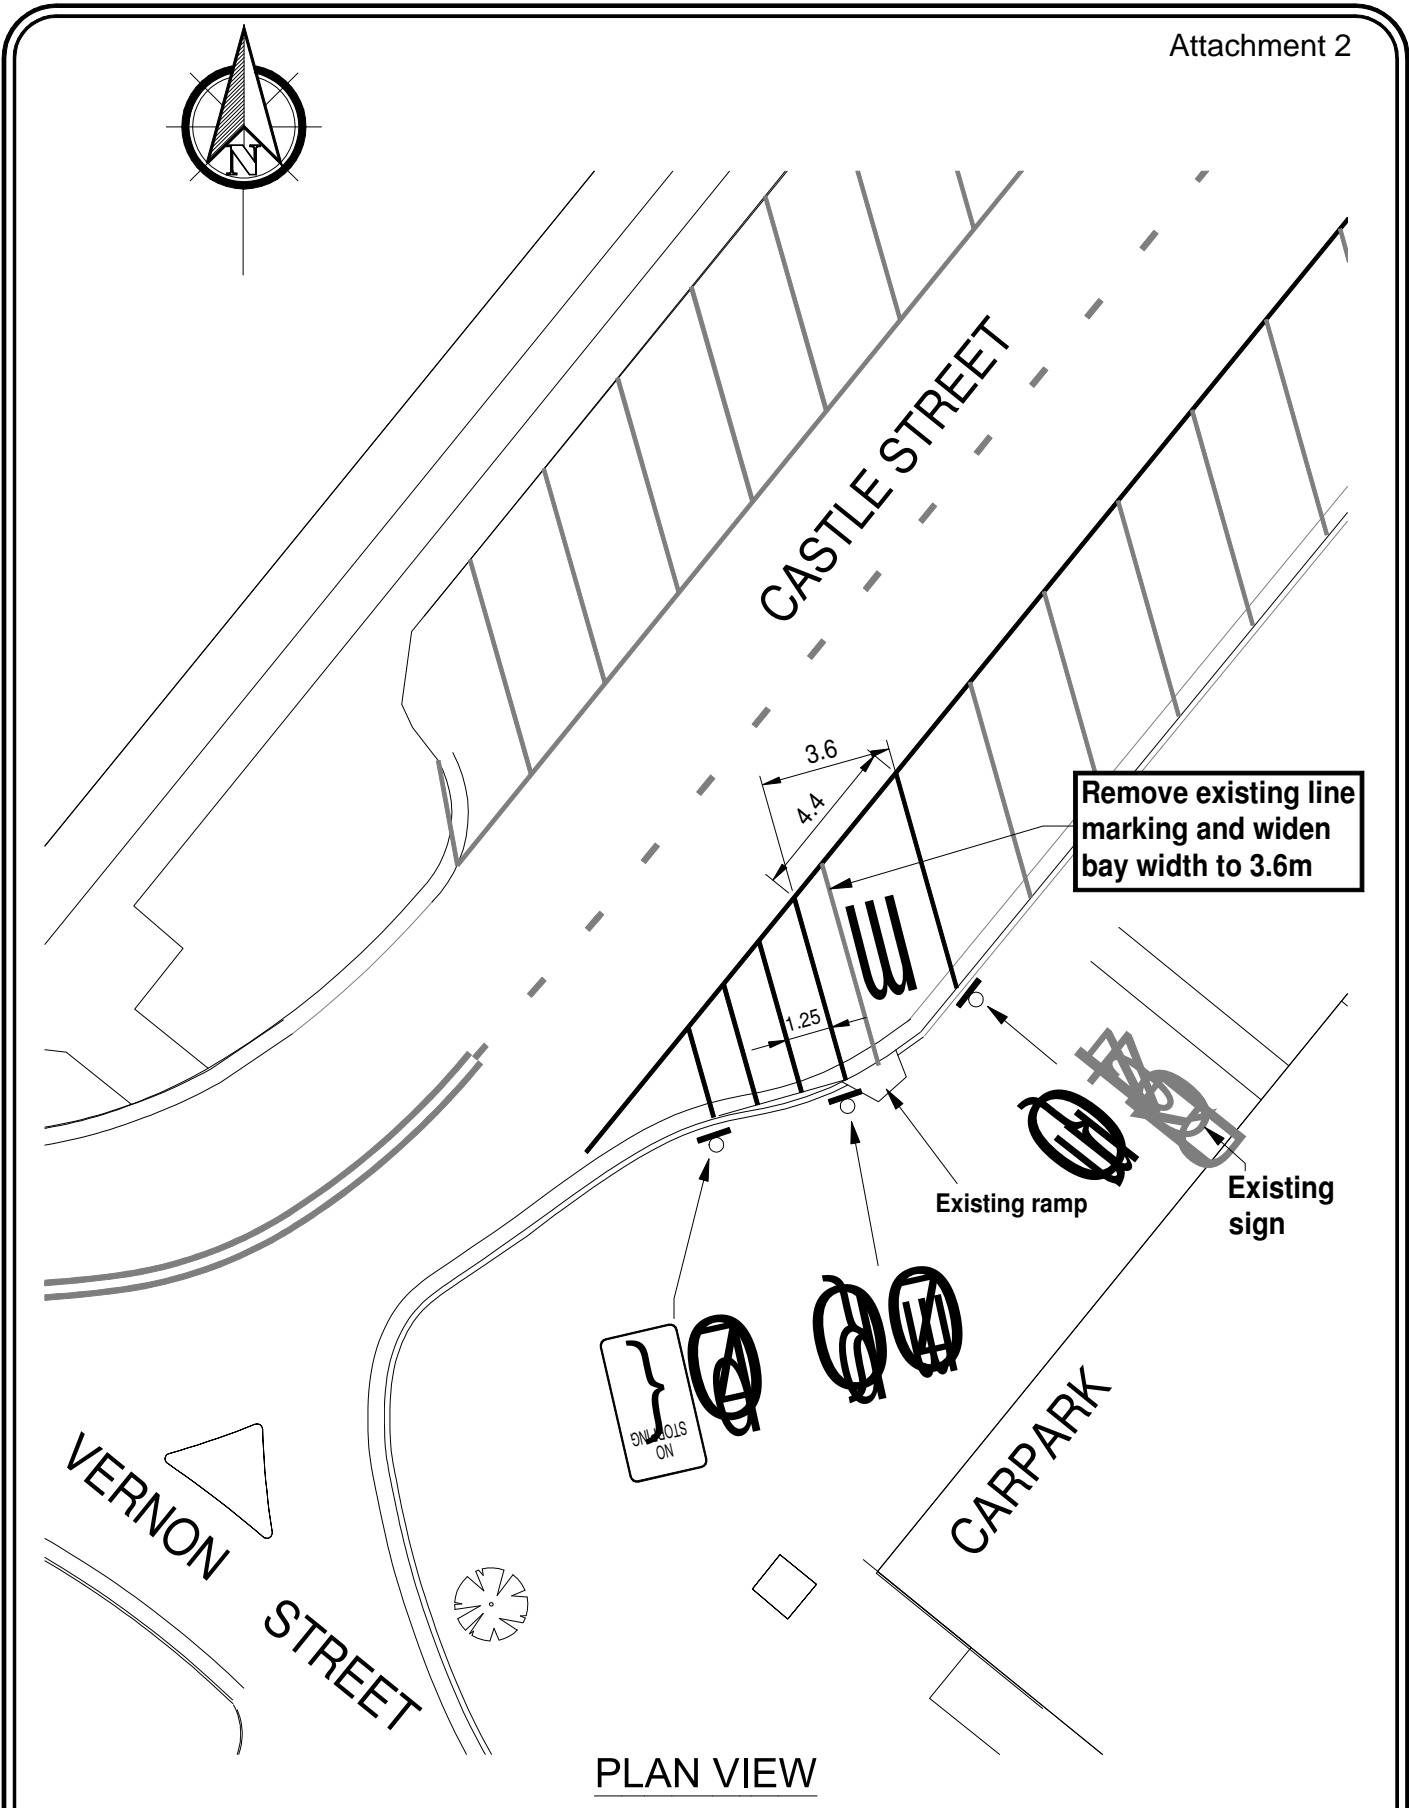 Attachment 2
N
CASTLE STREET
3.6
4.4
Remove existing line
marking and widen
bay width to 3.6m
1.25
Existing ramp
Existing
sign
NO
STOPPING
CARPARK
VERNON
STREET
PLAN VIEW